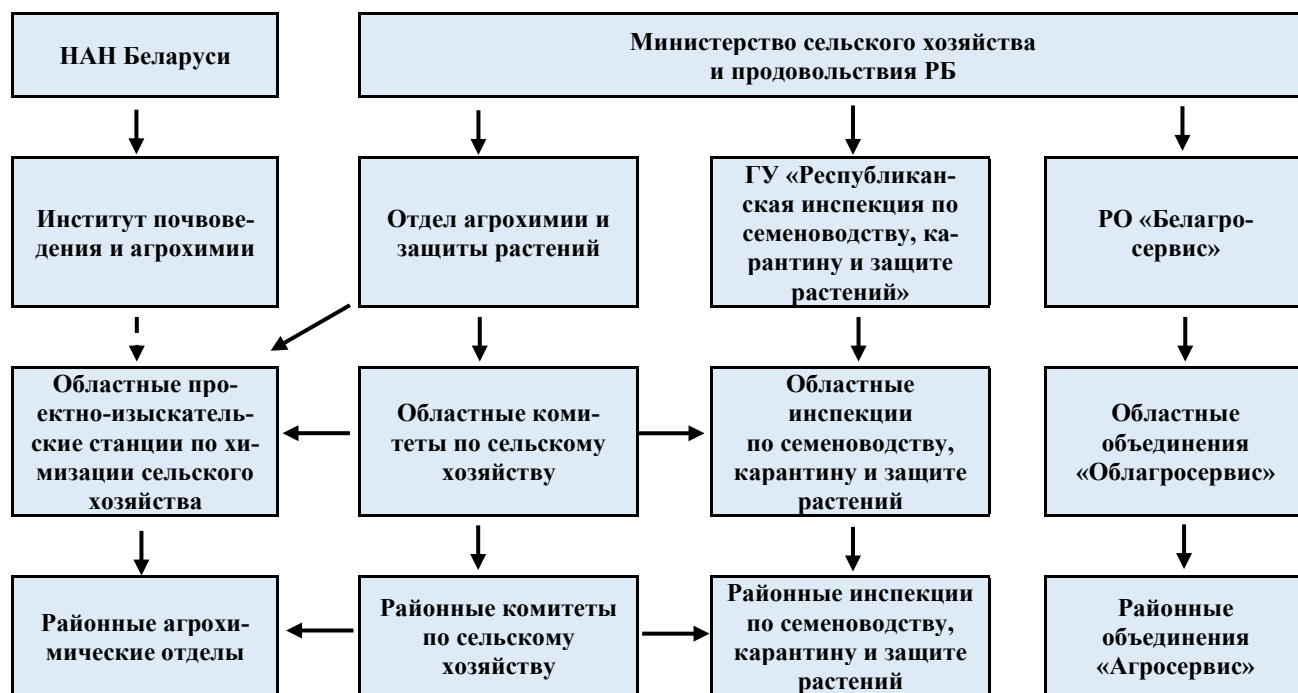 НАН Беларуси
Министерство сельского хозяйства
и продовольствия РБ
Институт почвове-
дения и агрохимии
Отдел агрохимии и
защиты растений
ГУ «Республикан-
ская инспекция по
семеноводству, ка-
рантину и защите
растений»
РО «Белагро-
сервис»
Областные про-
ектно-изыскатель-
ские станции по хи-
мизации сельского
хозяйства
Областные коми-
теты по сельскому
хозяйству
Областные
инспекции
по семеноводству,
карантину и защите
растений
Областные
объединения
«Облагросервис»
Районные агрохи-
мические отделы
Районные комитеты
по сельскому
хозяйству
Районные инспекции
по семеноводству,
карантину и защите
растений
Районные
объединения
«Агросервис»